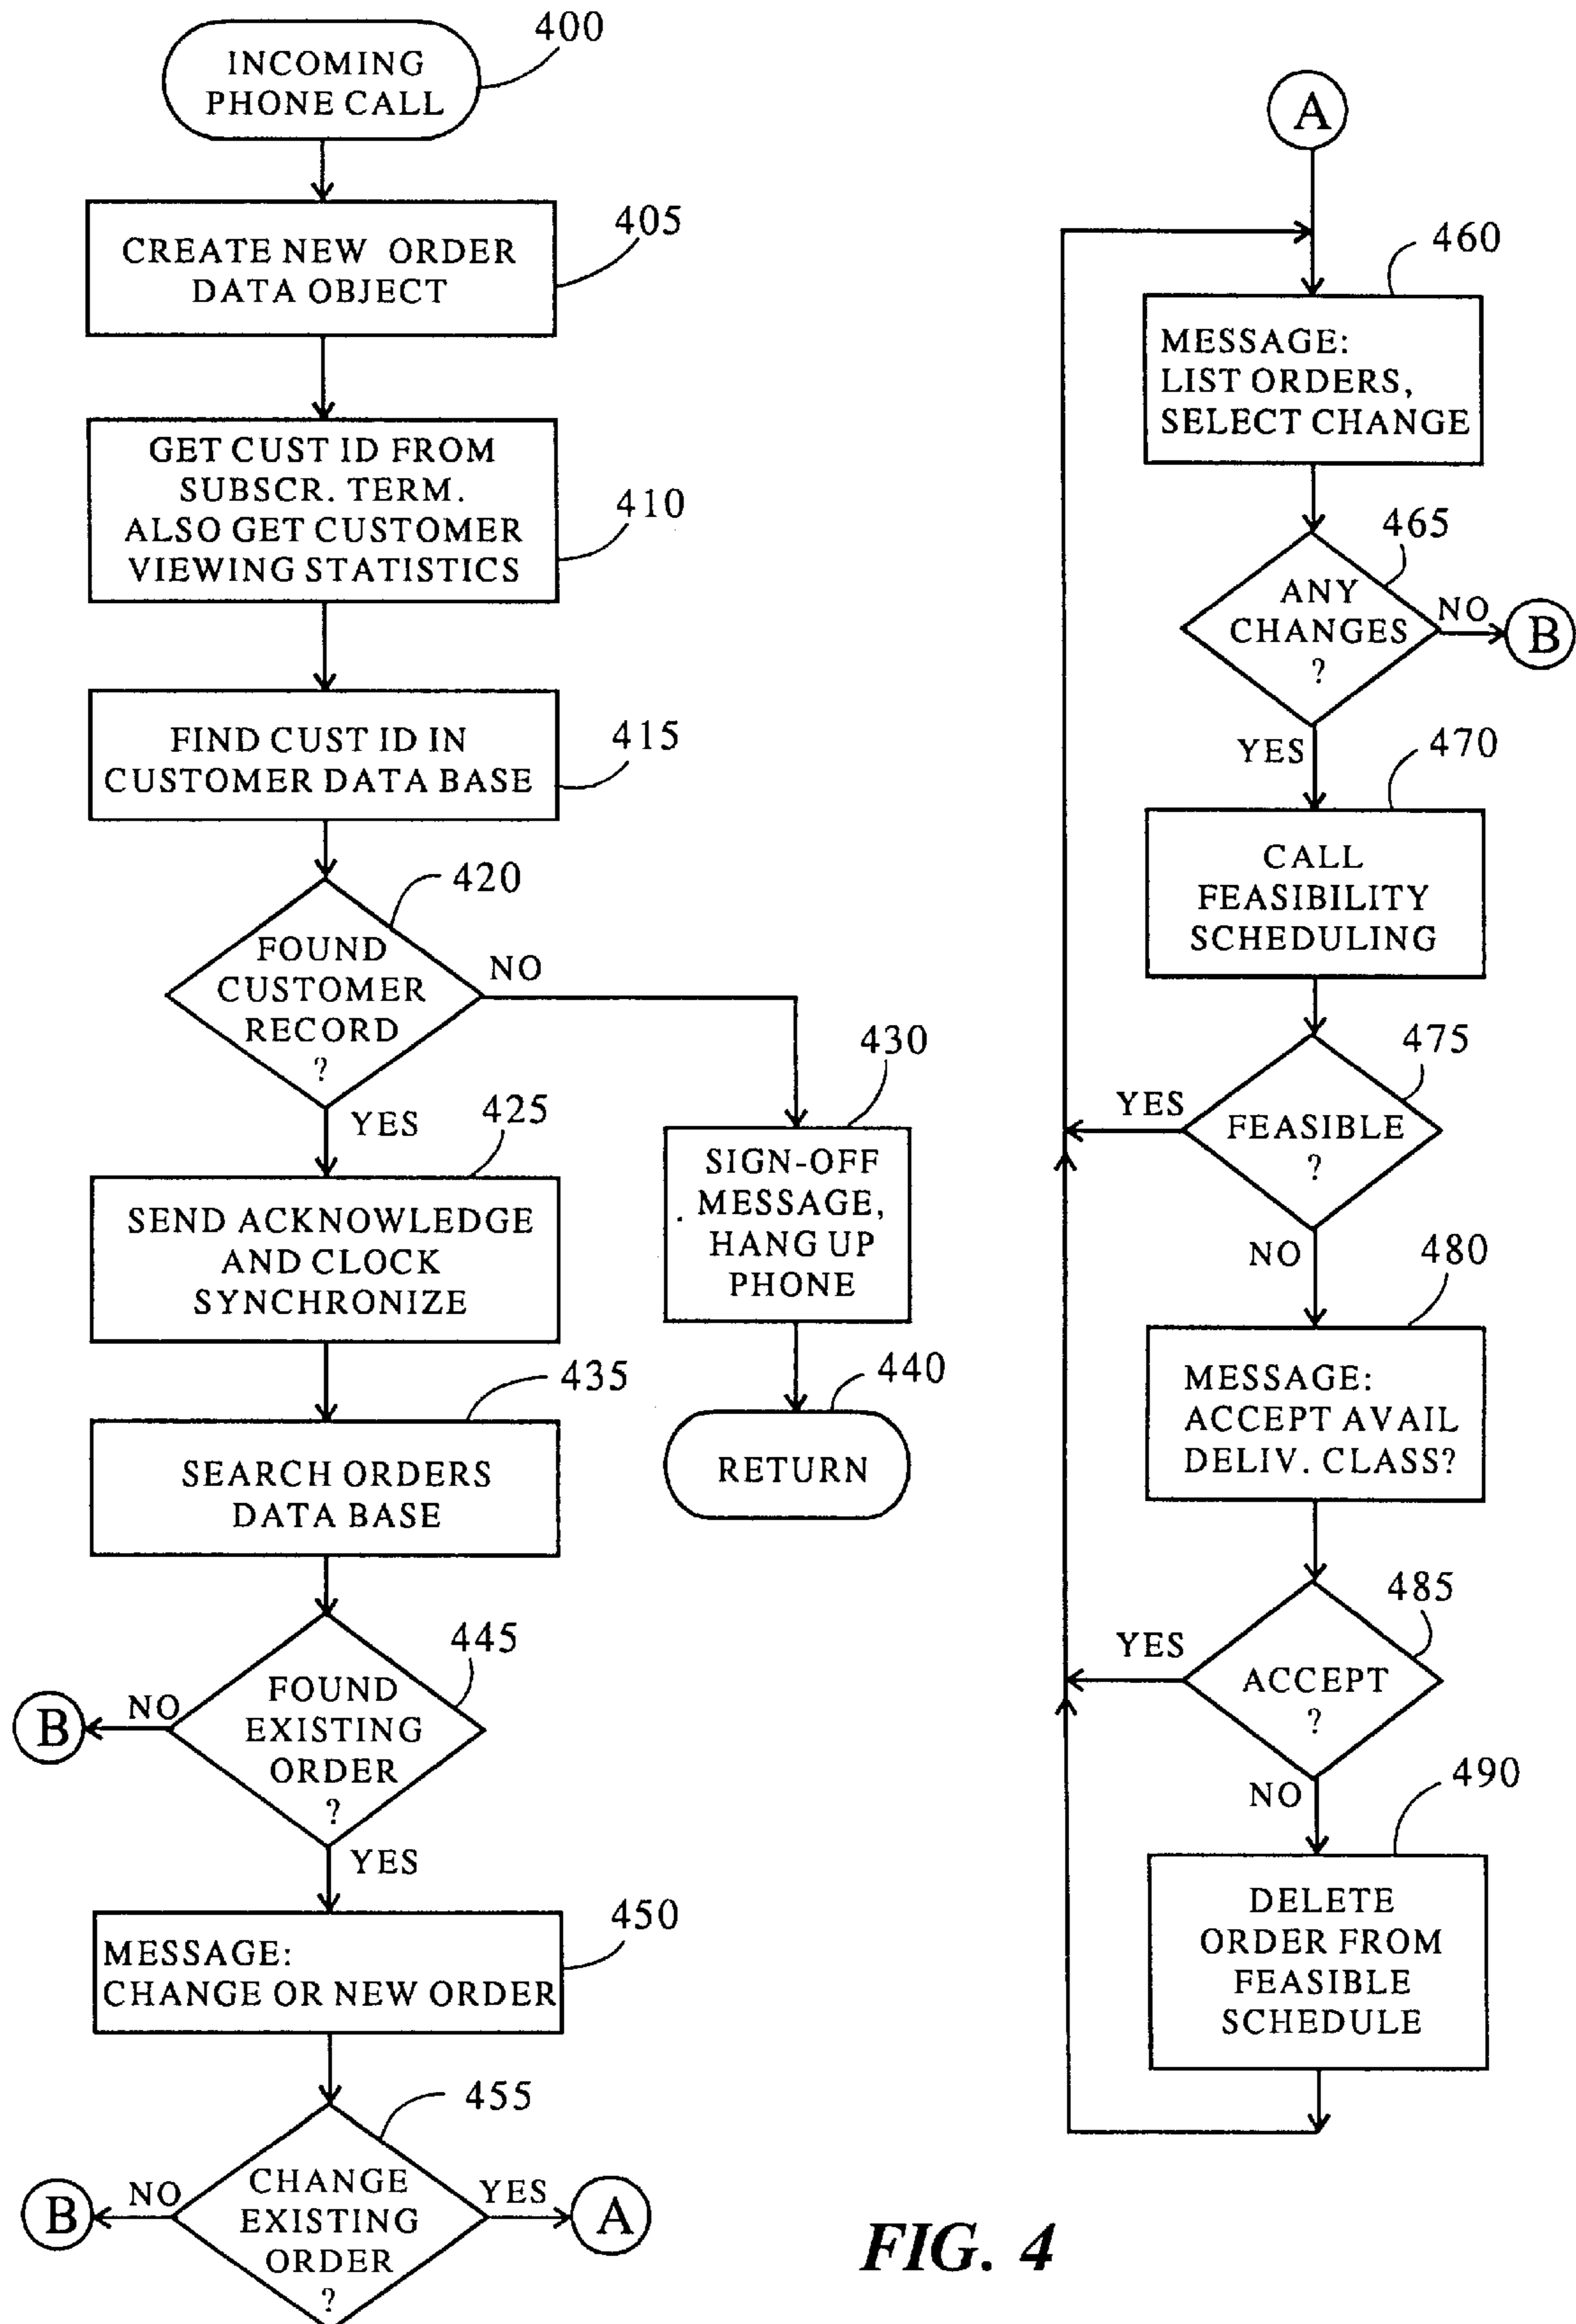 400
INCOMING
PHONE CALL
405
CREATE NEW ORDER
DATA OBJECT
410
GET CUST ID FROM
SUBSCR. TERM.
ALSO GET CUSTOMER
VIEWING STATISTICS
415
FIND CUST ID IN
CUSTOMER DATA BASE
420
FOUND
CUSTOMER
RECORD
?
NO
YES
425
SEND ACKNOWLEDGE
AND CLOCK
SYNCHRONIZE
430
SIGN-OFF
MESSAGE,
HANG UP
PHONE
440
RETURN
435
SEARCH ORDERS
DATA BASE
445
FOUND
EXISTING
ORDER
?
NO
B
YES
450
MESSAGE:
CHANGE OR NEW ORDER
455
CHANGE
EXISTING
ORDER
?
NO
B
YES
A
A
460
MESSAGE:
LIST ORDERS,
SELECT CHANGE
465
ANY
CHANGES
?
NO
B
YES
470
CALL
FEASIBILITY
SCHEDULING
475
FEASIBLE
?
YES
NO
480
MESSAGE:
ACCEPT AVAIL
DELIV. CLASS?
485
ACCEPT
?
YES
NO
490
DELETE
ORDER FROM
FEASIBLE
SCHEDULE
FIG. 4